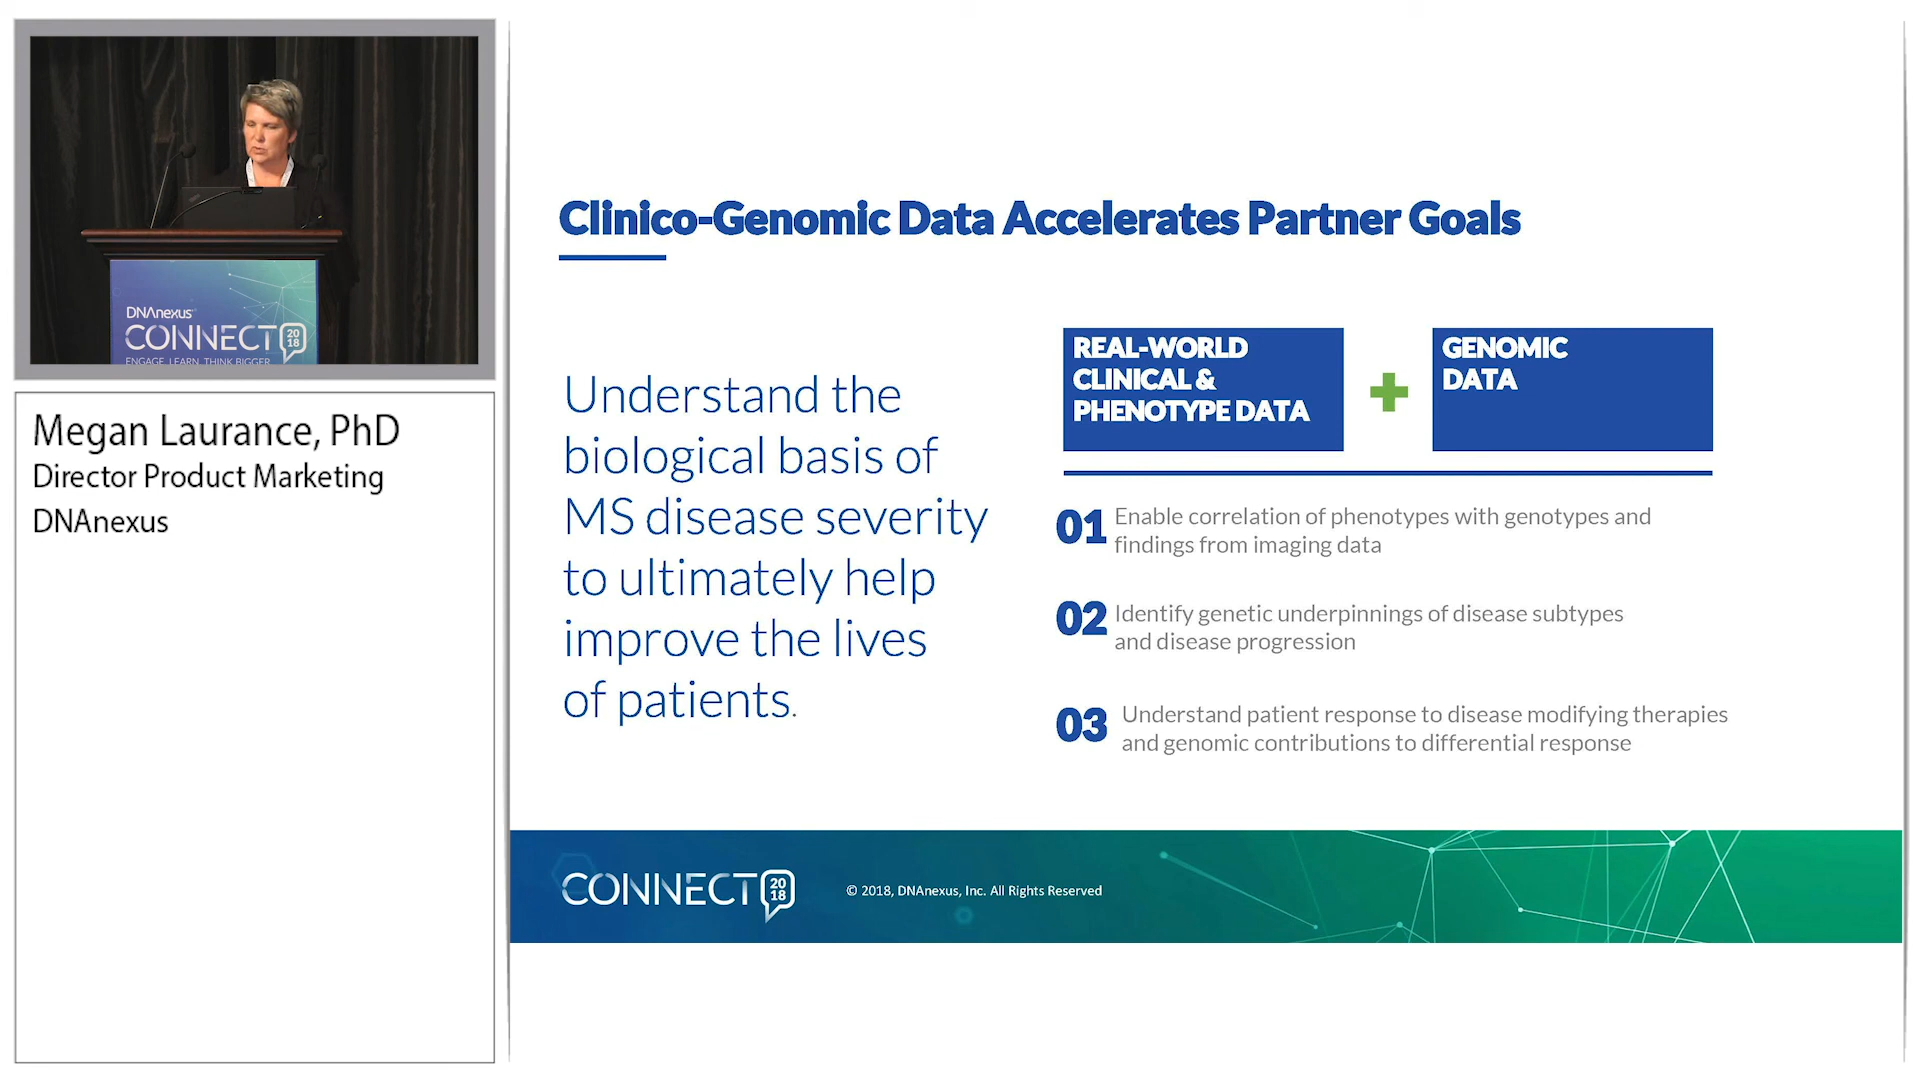 DNAnexus
CONNECT 20
18
ENGAGE. LEARN. THINK BIGGER
Megan Laurance, PhD
Director Product Marketing
DNAnexus
Clinico-Genomic Data Accelerates Partner Goals
Understand the
biological basis of
MS disease severity
to ultimately help
improve the lives
of patients.
REAL-WORLD
CLINICAL &
PHENOTYPE DATA
+
GENOMIC
DATA
01 Enable correlation of phenotypes with genotypes and
findings from imaging data
02 Identify genetic underpinnings of disease subtypes
and disease progression
03 Understand patient response to disease modifying therapies
and genomic contributions to differential response
CONNECT 20
18
© 2018, DNAnexus, Inc. All Rights Reserved